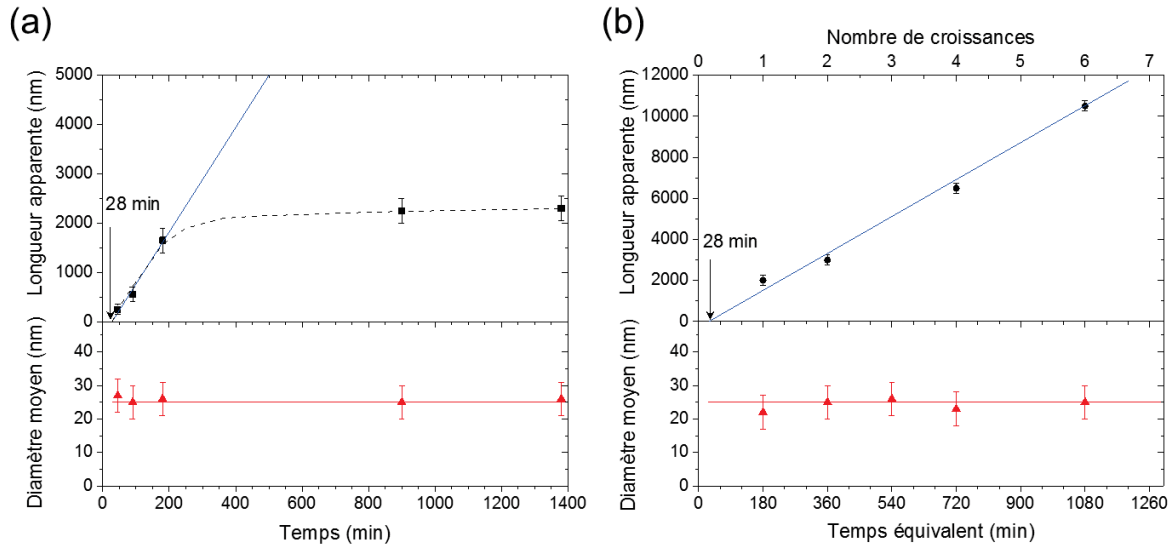 (a)
Longueur apparente (nm)
5000
4000
3000
2000
1000
0
28 min
Diamètre moyen (nm)
40
30
20
10
0
0 200 400 600 800 1000 1200 1400
Temps (min)
(b)
Nombre de croissances
0 1 2 3 4 5 6 7
Longueur apparente (nm)
12000
10000
8000
6000
4000
2000
0
28 min
Diamètre moyen (nm)
40
30
20
10
0
0 180 360 540 720 900 1080 1260
Temps équivalent (min)